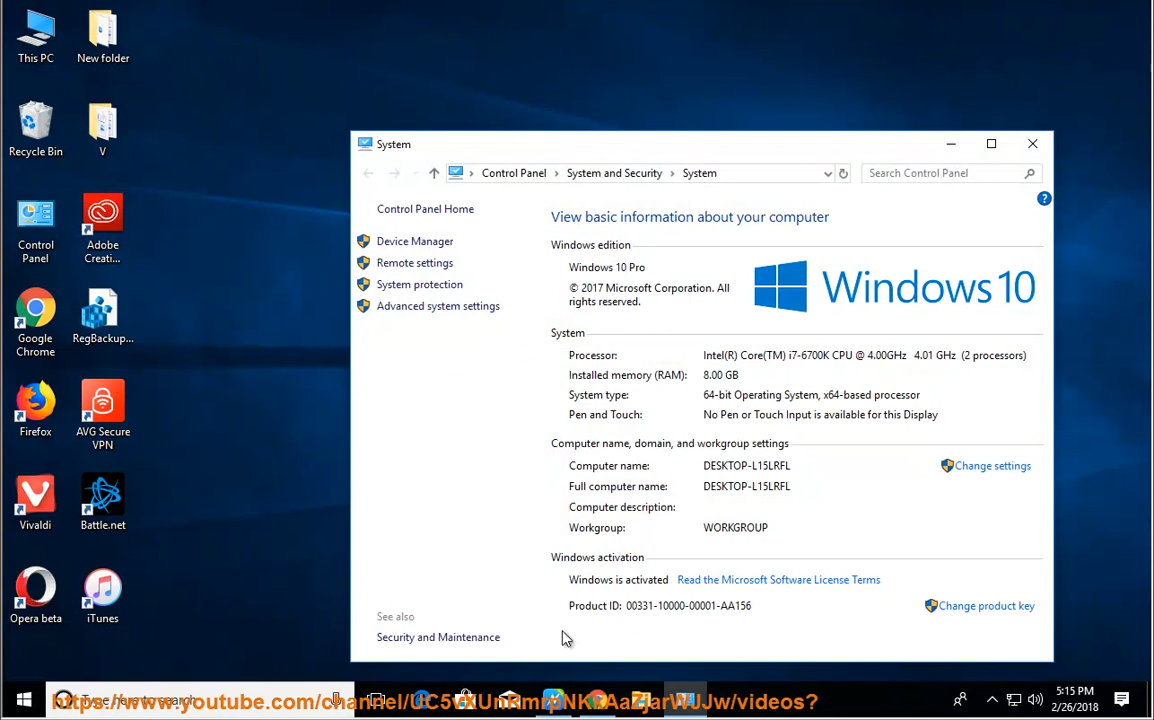 This PC
New folder
Recycle Bin
V
Control
Panel
Adobe
Creati...
Google
Chrome
RegBackup...
Firefox
AVG Secure
VPN
Vivaldi
Battle.net
Opera beta
iTunes
System
Control Panel > System and Security > System
Search Control Panel
Control Panel Home
Device Manager
Remote settings
System protection
Advanced system settings
See also
Security and Maintenance
View basic information about your computer
Windows edition
Windows 10 Pro
© 2017 Microsoft Corporation. All
rights reserved.
Windows 10
System
Processor: Intel(R) Core(TM) i7-6700K CPU @ 4.00GHz 4.01 GHz (2 processors)
Installed memory (RAM): 8.00 GB
System type: 64-bit Operating System, x64-based processor
Pen and Touch: No Pen or Touch Input is available for this Display
Computer name, domain, and workgroup settings
Computer name: DESKTOP-L15LRFL
Change settings
Full computer name: DESKTOP-L15LRFL
Computer description:
Workgroup: WORKGROUP
Windows activation
Windows is activated Read the Microsoft Software License Terms
Product ID: 00331-10000-00001-AA156
Change product key
Type here to search
5:15 PM
2/26/2018